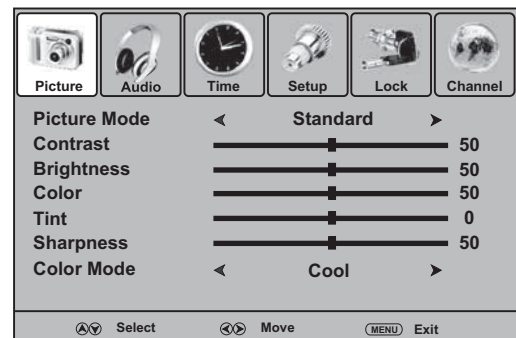 Picture Audio Time Setup Lock Channel
Picture Mode Standard
Contrast 50
Brightness 50
Color 50
Tint 0
Sharpness 50
Color Mode Cool
Select Move MENU Exit